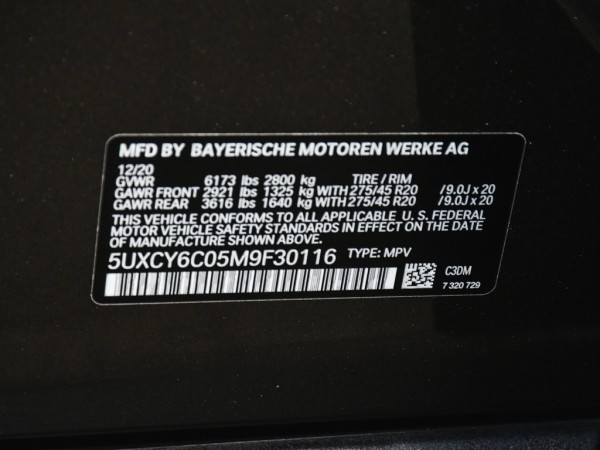 MFD BY BAYERISCHE MOTOREN WERKE AG
12/20
GVWR 6173 lbs 2800 kg TIRE / RIM
GAWR FRONT 2921 lbs 1325 kg WITH 275/45 R20 / 9.0J x 20
GAWR REAR 3616 lbs 1640 kg WITH 275/45 R20 / 9.0J x 20
THIS VEHICLE CONFORMS TO ALL APPLICABLE U. S. FEDERAL
MOTOR VEHICLE SAFETY STANDARDS IN EFFECT ON THE DATE
OF MANUFACTURE SHOWN ABOVE.
5UXCY6C05M9F30116 TYPE: MPV
C3DM
7 320 729